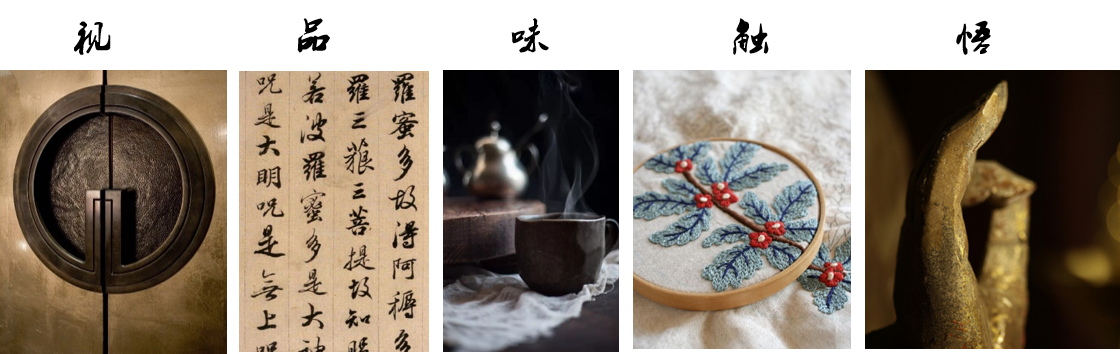 视 品 味 触 悟
羅蜜多故得阿耨多
羅三藐三菩提故知
若波羅蜜多是大神
呪是大明呪是無上呪